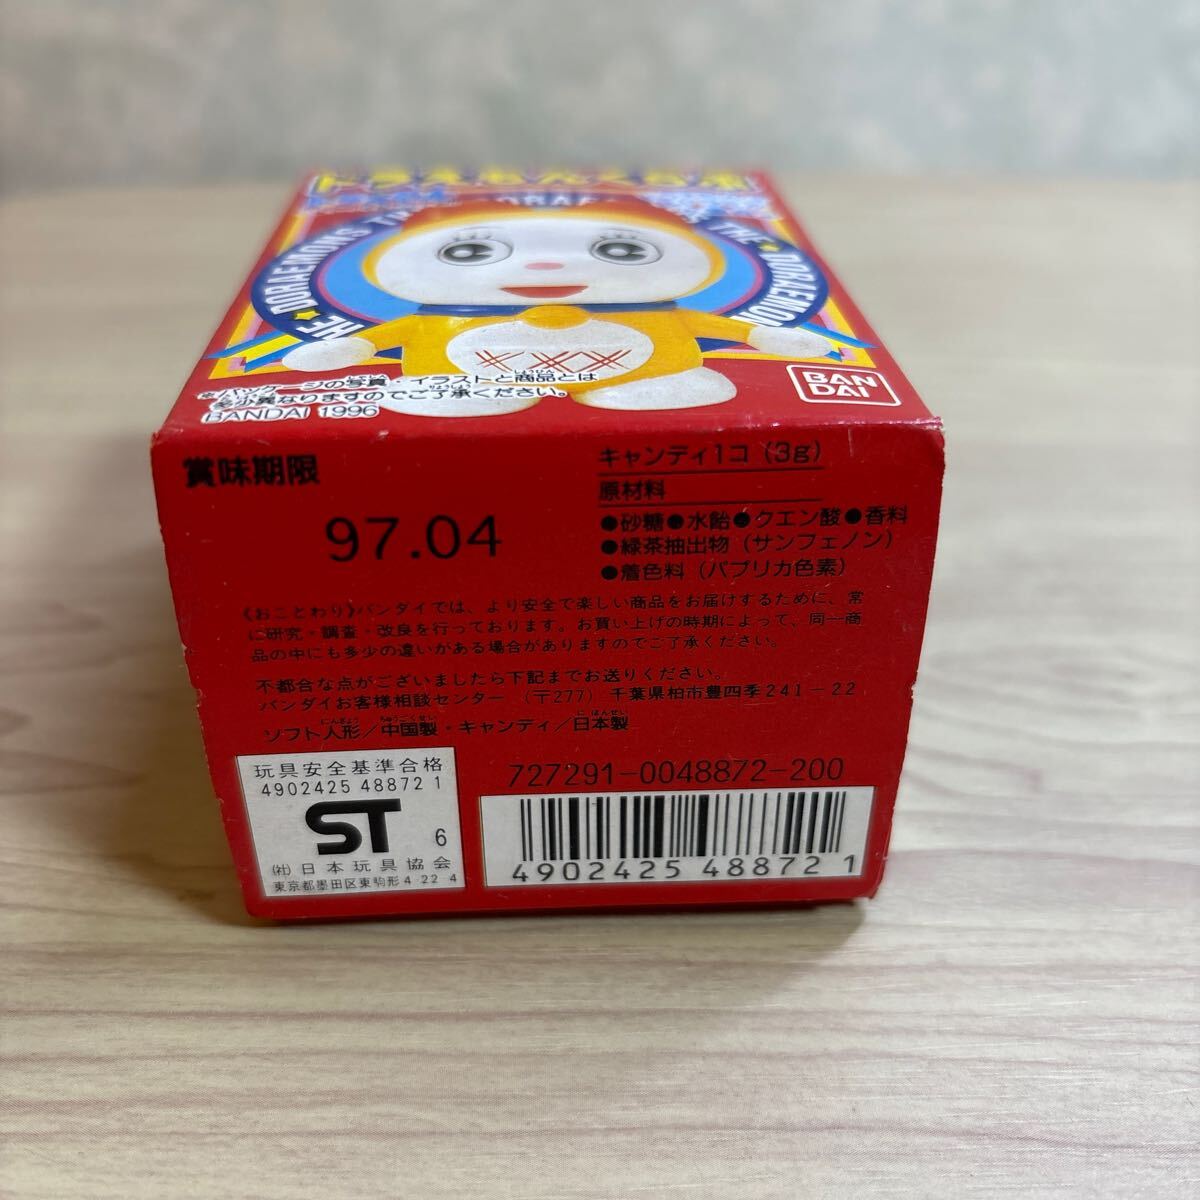 THE DORAEMONS THE DORAEMONS THE DORAEMONS
※パッケージの写真・イラストと商品とは
多少異なりますのでご了承ください。
BANDAI 1996
BAN
DAI
賞味期限
97.04
キャンディ1コ(3g)
原材料
●砂糖●水飴●クエン酸●香料
●緑茶抽出物(サンフェノン)
●着色料(パプリカ色素)
《おことわり》バンダイでは、より安全で楽しい商品をお届けするために、常
に研究・調査・改良を行っております。お買い上げの時期によって、同一商
品の中にも多少の違いがある場合がありますのでご了承ください。
不都合な点がございましたら下記までお送りください。
バンダイお客様相談センター (〒277) 千葉県柏市豊四季241-22
ソフト人形/中国製・キャンディ/日本製
玩具安全基準合格
4902425 48872 1
ST 6
(社)日本玩具協会
東京都墨田区東駒形4-22-4
727291-0048872-200
4902425 488721